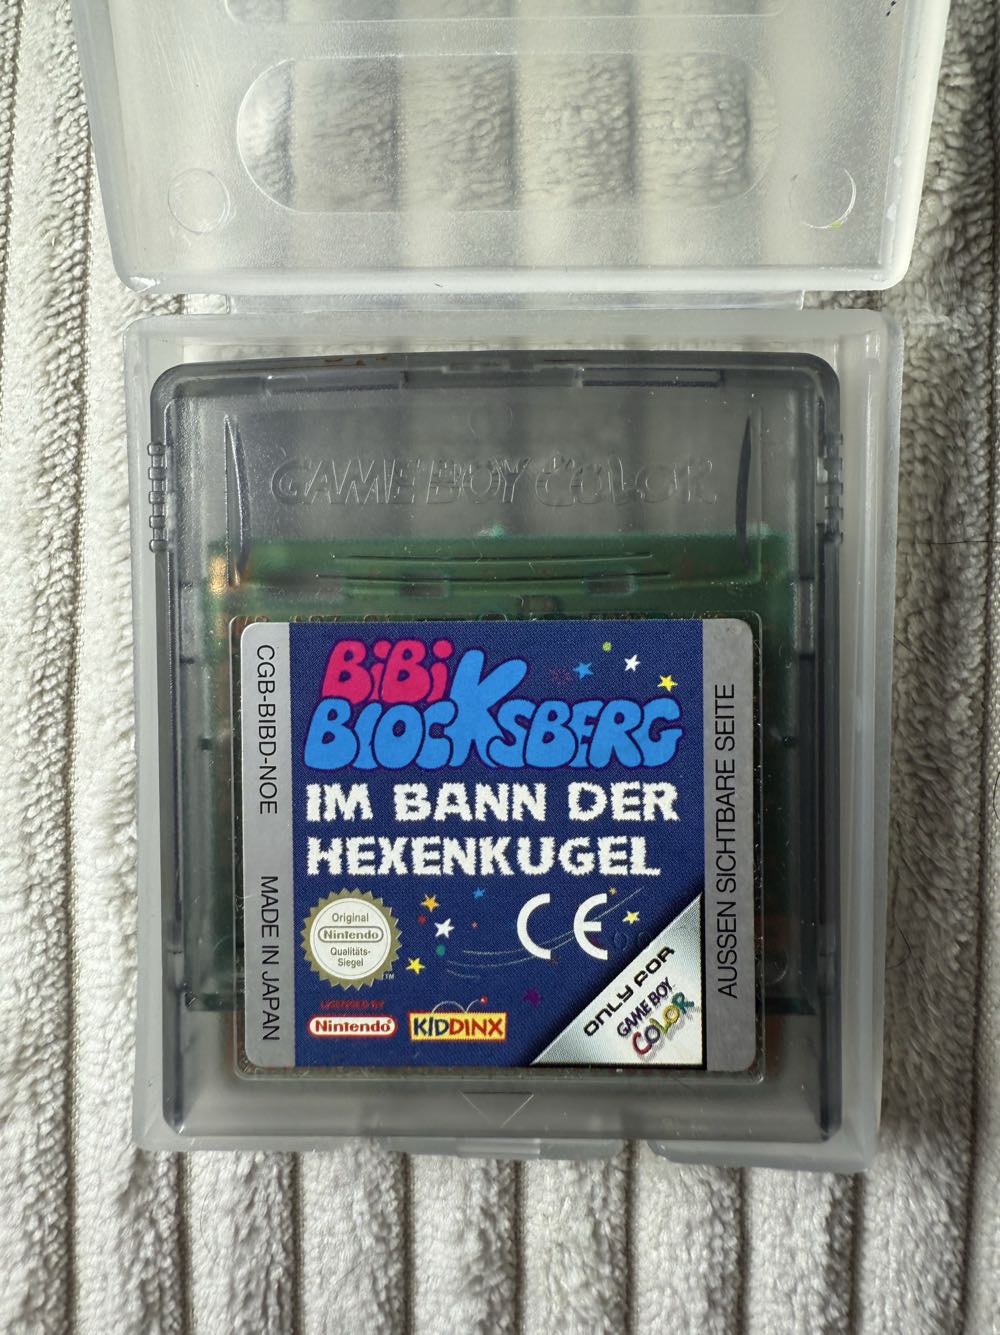 GAME BOY COLOR
CGB-BIBD-NOE
MADE IN JAPAN
BiBi
BLOCKSBERG
IM BANN DER
HEXENKUGEL
Original
Nintendo
Qualitäts-
Siegel
TM
CE
LICENSED BY
Nintendo
KIDDINX
ONLY FOR
GAME BOY
COLOR
AUSSEN SICHTBARE SEITE